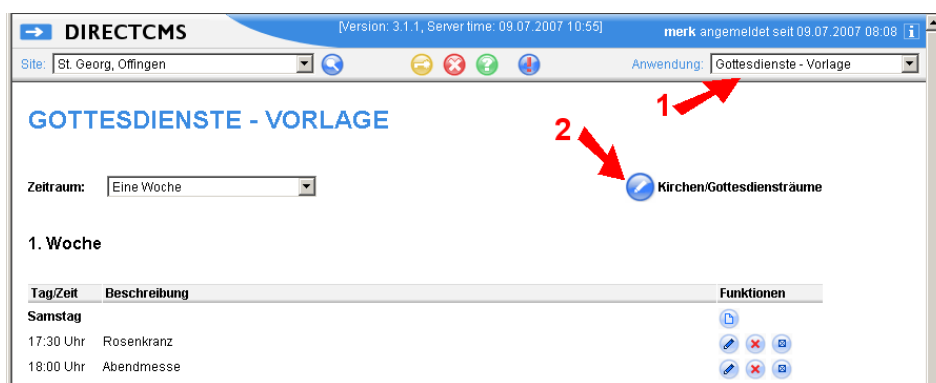 DIRECTCMS [Version: 3.1.1, Server time: 09.07.2007 10:55] merk angemeldet seit 09.07.2007 08:08 i
Site: St. Georg, Offingen Anwendung: Gottesdienste - Vorlage
1
GOTTESDIENSTE - VORLAGE
2
Zeitraum: Eine Woche Kirchen/Gottesdiensträume
1. Woche
Tag/Zeit Beschreibung Funktionen
Samstag
17:30 Uhr Rosenkranz
18:00 Uhr Abendmesse